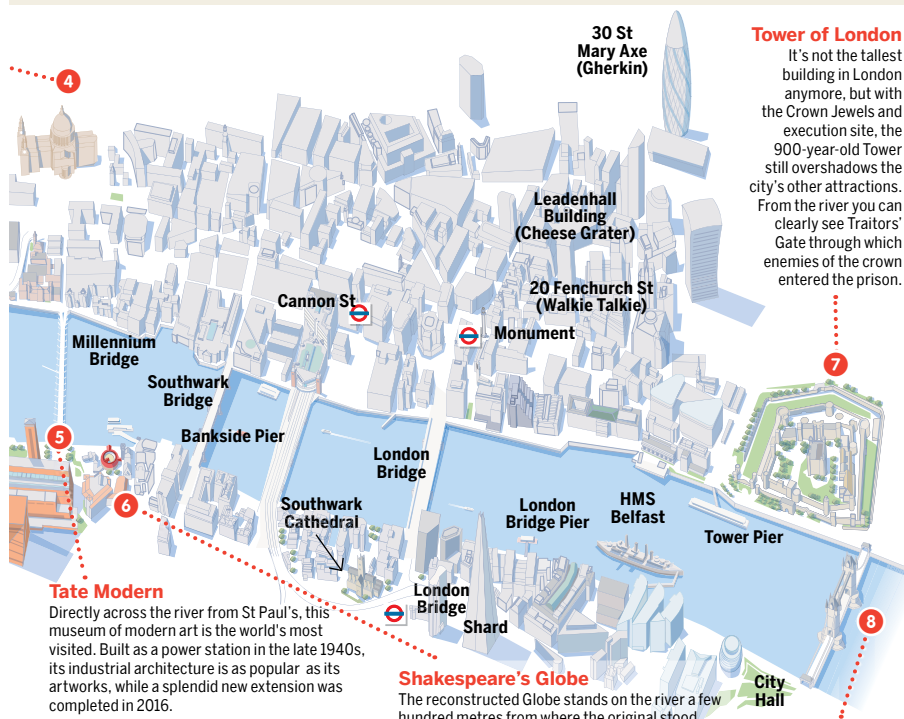 30 St
Mary Axe
(Gherkin)
Tower of London
It's not the tallest
building in London
anymore, but with
the Crown Jewels and
execution site, the
900-year-old Tower
still overshadows the
city's other attractions.
From the river you can
clearly see Traitors'
Gate through which
enemies of the crown
entered the prison.
4
Leadenhall
Building
(Cheese Grater)
20 Fenchurch St
(Walkie Talkie)
Cannon St
Monument
Millennium
Bridge
7
Southwark
Bridge
5
Bankside Pier
London
Bridge
6
Southwark
Cathedral
London
Bridge Pier
HMS
Belfast
Tower Pier
Tate Modern
Directly across the river from St Paul's, this
museum of modern art is the world's most
visited. Built as a power station in the late 1940s,
its industrial architecture is as popular as its
artworks, while a splendid new extension was
completed in 2016.
London
Bridge
Shard
8
Shakespeare's Globe
The reconstructed Globe stands on the river a few
hundred metres from where the original stood
City
Hall